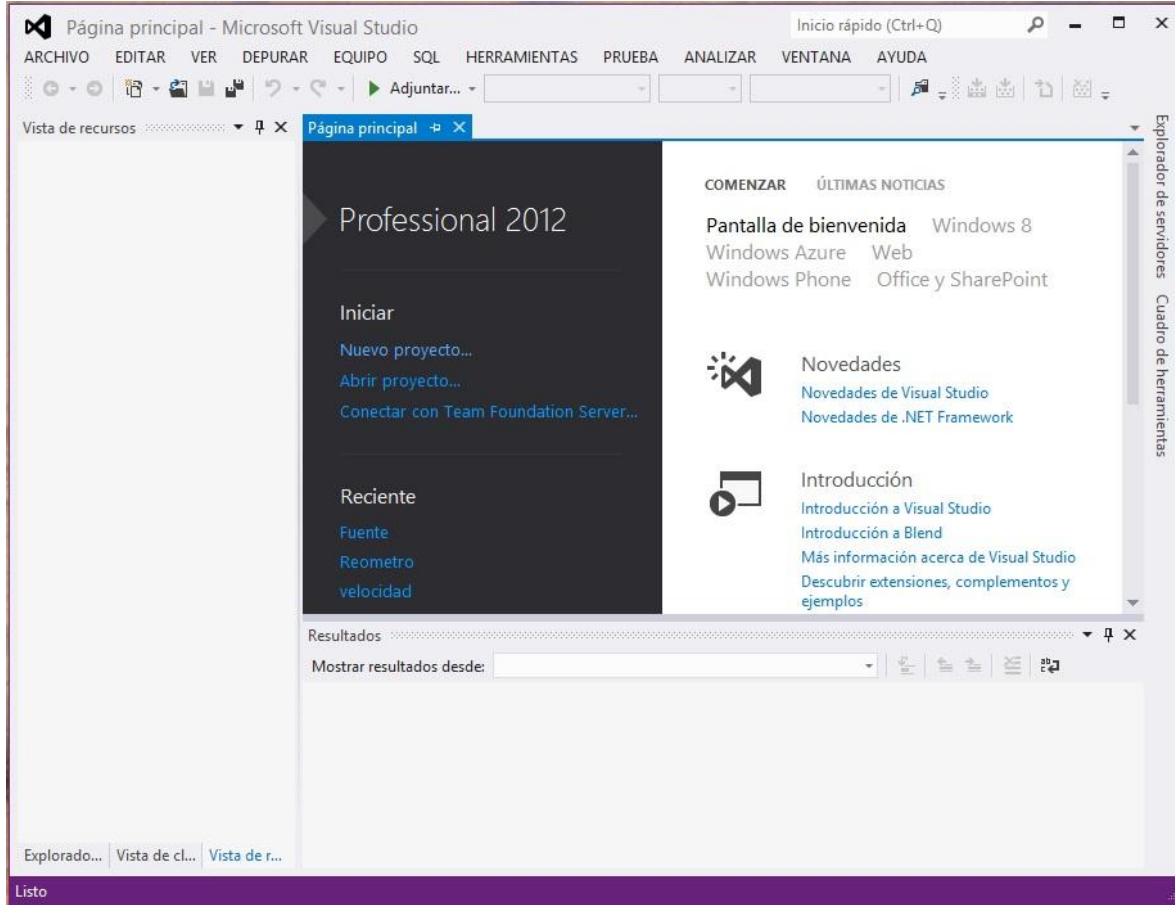 Página principal - Microsoft Visual Studio
Inicio rápido (Ctrl+Q)
ARCHIVO EDITAR VER DEPURAR EQUIPO SQL HERRAMIENTAS PRUEBA ANALIZAR VENTANA AYUDA
Adjuntar...
Vista de recursos
Página principal
Professional 2012
Iniciar
Nuevo proyecto...
Abrir proyecto...
Conectar con Team Foundation Server...
Reciente
Fuente
Reometro
velocidad
COMENZAR ÚLTIMAS NOTICIAS
Pantalla de bienvenida Windows 8
Windows Azure Web
Windows Phone Office y SharePoint
Novedades
Novedades de Visual Studio
Novedades de .NET Framework
Introducción
Introducción a Visual Studio
Introducción a Blend
Más información acerca de Visual Studio
Descubrir extensiones, complementos y
ejemplos
Explorador de servidores
Cuadro de herramientas
Resultados
Mostrar resultados desde:
Explorado... Vista de cl... Vista de r...
Listo